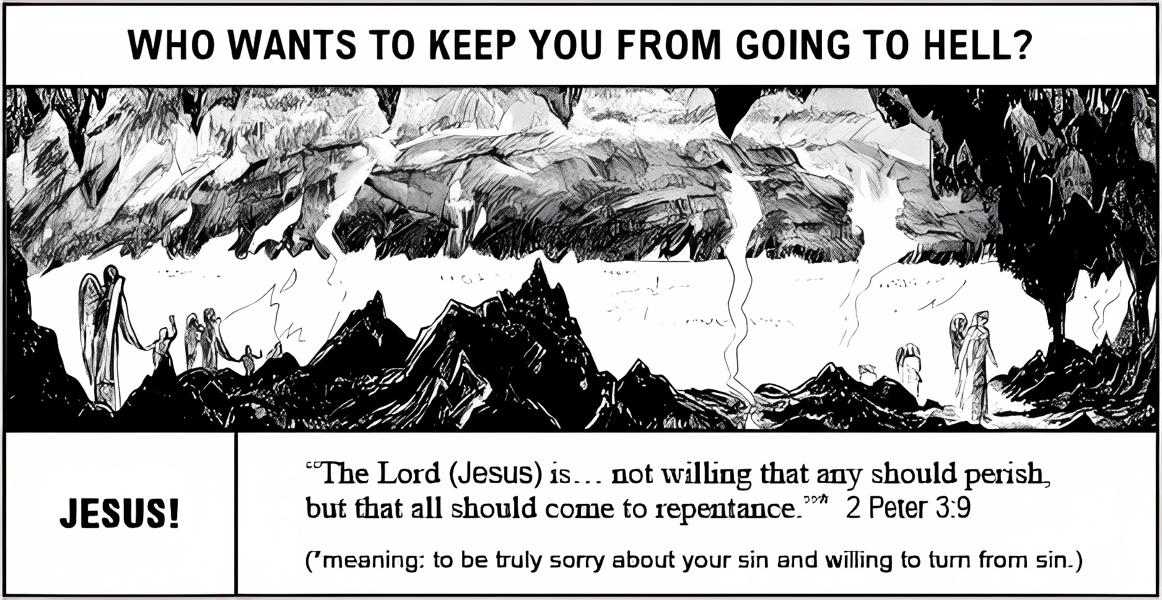 WHO WANTS TO KEEP YOU FROM GOING TO HELL?
JESUS!
“The Lord (Jesus) is... not willing that any should perish,
but that all should come to repentance.”* 2 Peter 3:9
(*meaning: to be truly sorry about your sin and willing to turn from sin.)